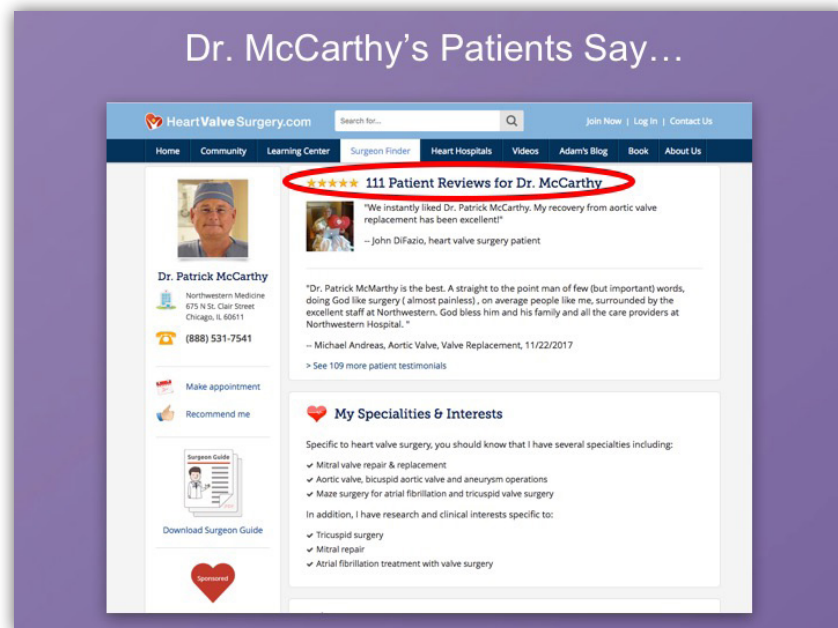 Dr. McCarthy's Patients Say…
HeartValveSurgery.com
Search for...
Join Now | Log In | Contact Us
Home Community Learning Center Surgeon Finder Heart Hospitals Videos Adam's Blog Book About Us
111 Patient Reviews for Dr. McCarthy
"We instantly liked Dr. Patrick McCarthy. My recovery from aortic valve
replacement has been excellent!"
-- John DiFazio, heart valve surgery patient
Dr. Patrick McCarthy
Northwestern Medicine
675 N St. Clair Street
Chicago, IL 60611
(888) 531-7541
Make appointment
Recommend me
Surgeon Guide
Download Surgeon Guide
Sponsored
"Dr. Patrick McMarthy is the best. A straight to the point man of few (but important) words,
doing God like surgery ( almost painless) , on average people like me, surrounded by the
excellent staff at Northwestern. God bless him and his family and all the care providers at
Northwestern Hospital. "
-- Michael Andreas, Aortic Valve, Valve Replacement, 11/22/2017
> See 109 more patient testimonials
My Specialities & Interests
Specific to heart valve surgery, you should know that I have several specialties including:
✓ Mitral valve repair & replacement
✓ Aortic valve, bicuspid aortic valve and aneurysm operations
✓ Maze surgery for atrial fibrillation and tricuspid valve surgery
In addition, I have research and clinical interests specific to:
✓ Tricuspid surgery
✓ Mitral repair
✓ Atrial fibrillation treatment with valve surgery